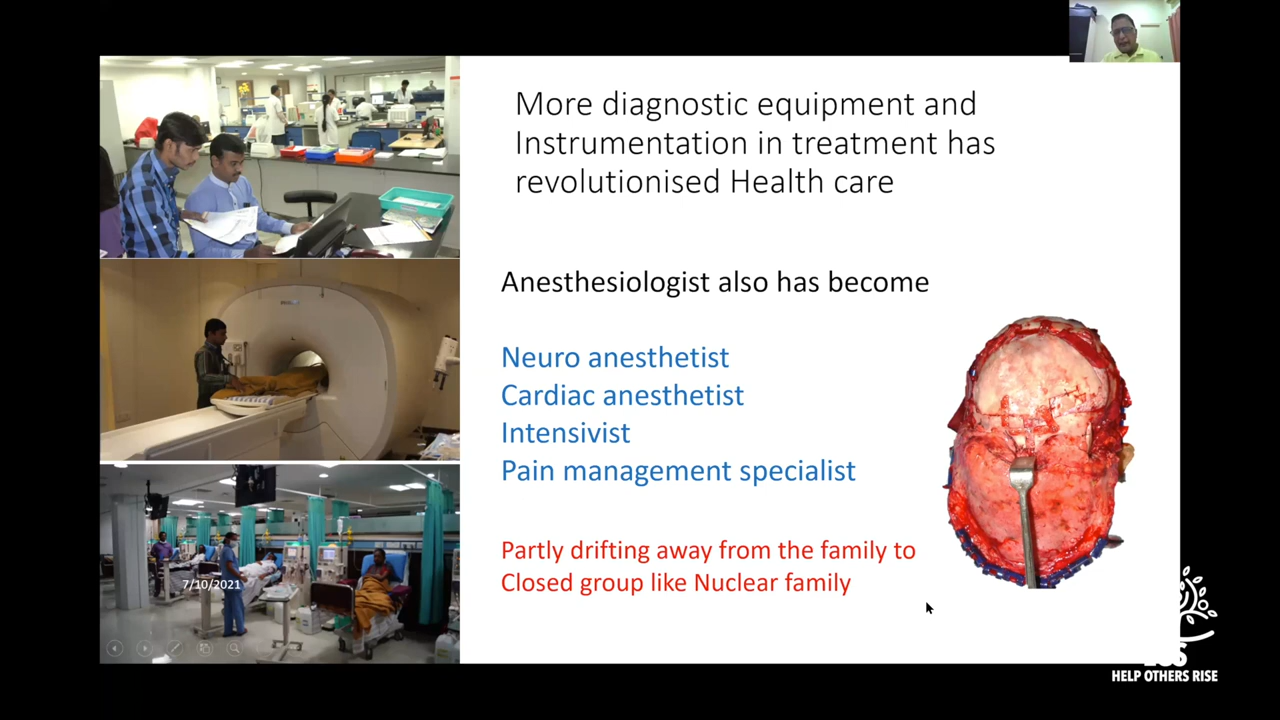 More diagnostic equipment and
Instrumentation in treatment has
revolutionised Health care
Anesthesiologist also has become
Neuro anesthetist
Cardiac anesthetist
Intensivist
Pain management specialist
Partly drifting away from the family to
Closed group like Nuclear family
7/10/2021
HELP OTHERS RISE